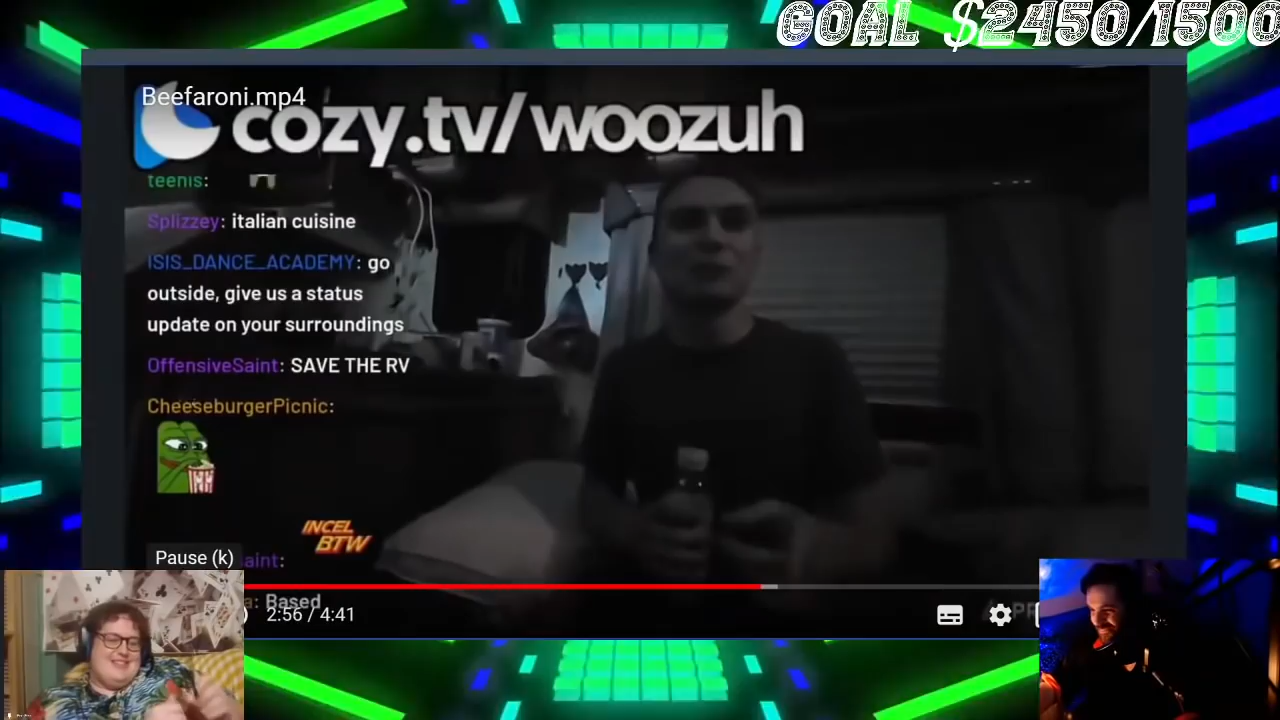 GOAL $2450/1500
Beefaroni.mp4
cozy.tv/woozuh
teenis:
Splizzey: italian cuisine
ISIS_DANCE_ACADEMY: go
outside, give us a status
update on your surroundings
OffensiveSaint: SAVE THE RV
CheeseburgerPicnic:
INCEL
BTW
Pause (k)
aint:
a: Based
2:56 / 4:41